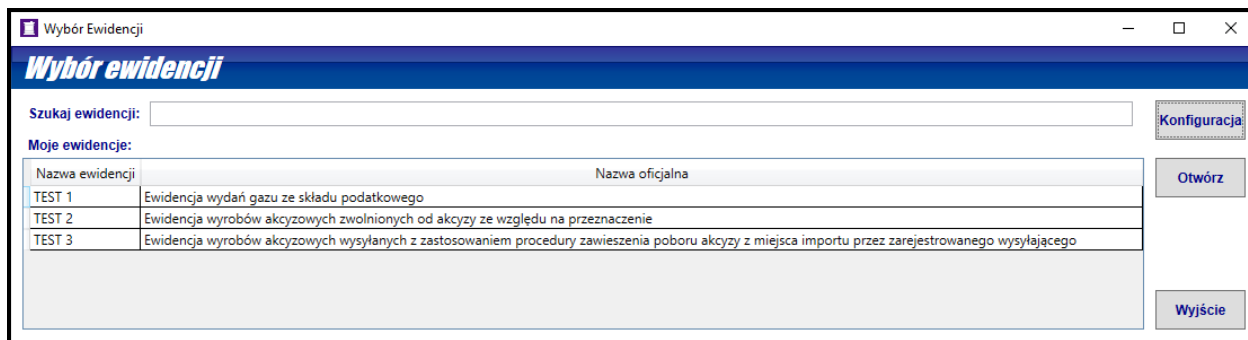 Wybór Ewidencji
Wybór ewidencji
Szukaj ewidencji:
Konfiguracja
Moje ewidencje:
Nazwa ewidencji Nazwa oficjalna
Otwórz
TEST 1 Ewidencja wydań gazu ze składu podatkowego
TEST 2 Ewidencja wyrobów akcyzowych zwolnionych od akcyzy ze względu na przeznaczenie
TEST 3 Ewidencja wyrobów akcyzowych wysyłanych z zastosowaniem procedury zawieszenia poboru akcyzy z miejsca importu przez zarejestrowanego wysyłającego
Wyjście